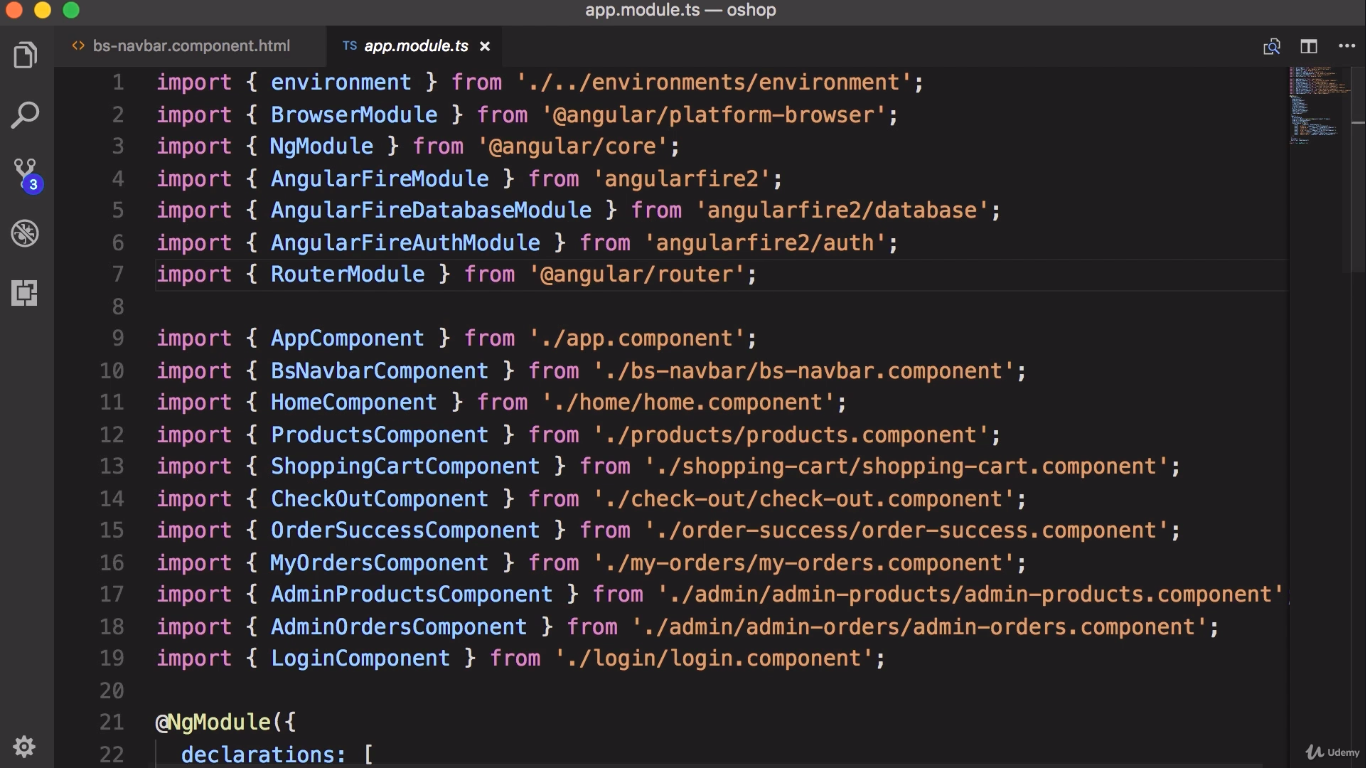 app.module.ts — oshop
<> bs-navbar.component.html
TS app.module.ts ×
3
1 import { environment } from './../environments/environment';
2 import { BrowserModule } from '@angular/platform-browser';
3 import { NgModule } from '@angular/core';
4 import { AngularFireModule } from 'angularfire2';
5 import { AngularFireDatabaseModule } from 'angularfire2/database';
6 import { AngularFireAuthModule } from 'angularfire2/auth';
7 import { RouterModule } from '@angular/router';
8
9 import { AppComponent } from './app.component';
10 import { BsNavbarComponent } from './bs-navbar/bs-navbar.component';
11 import { HomeComponent } from './home/home.component';
12 import { ProductsComponent } from './products/products.component';
13 import { ShoppingCartComponent } from './shopping-cart/shopping-cart.component';
14 import { CheckOutComponent } from './check-out/check-out.component';
15 import { OrderSuccessComponent } from './order-success/order-success.component';
16 import { MyOrdersComponent } from './my-orders/my-orders.component';
17 import { AdminProductsComponent } from './admin/admin-products/admin-products.component'
18 import { AdminOrdersComponent } from './admin/admin-orders/admin-orders.component';
19 import { LoginComponent } from './login/login.component';
20
21 @NgModule({
22 declarations: [
Udemy